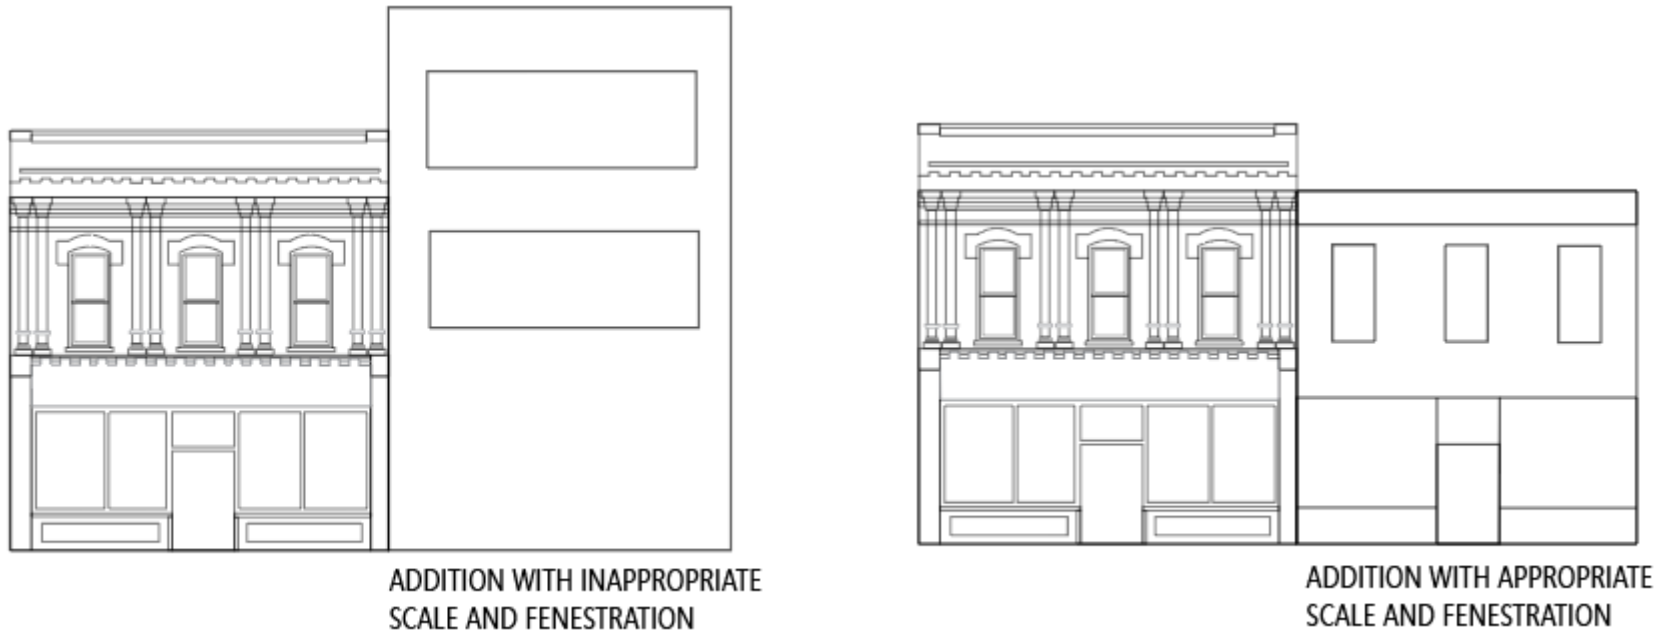 ADDITION WITH INAPPROPRIATE
SCALE AND FENESTRATION
ADDITION WITH APPROPRIATE
SCALE AND FENESTRATION